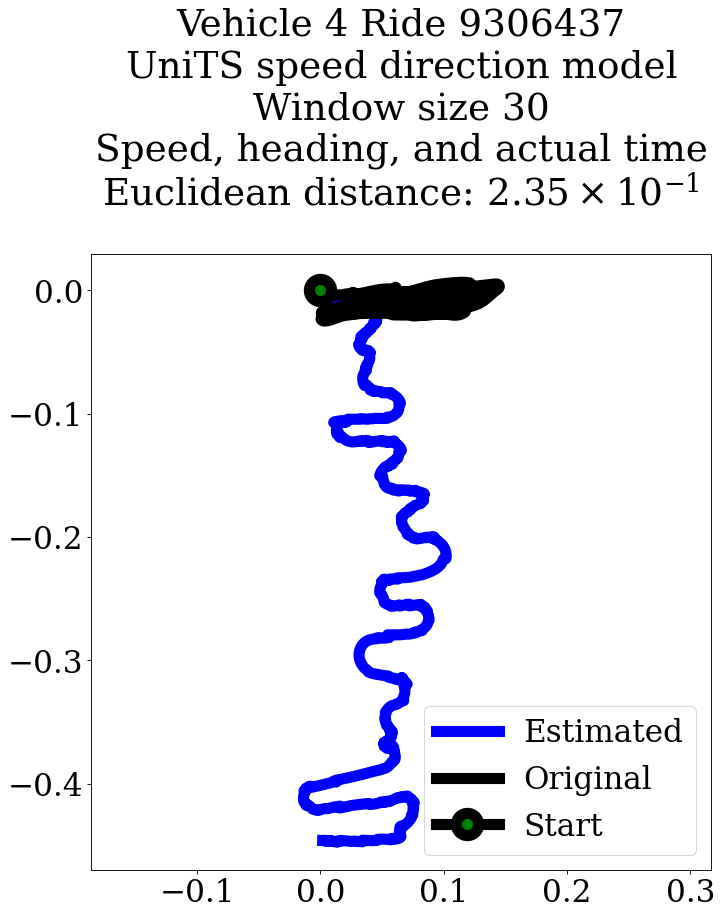 Vehicle 4 Ride 9306437
UniTS speed direction model
Window size 30
Speed, heading, and actual time
Euclidean distance: 2.35 × 10⁻¹
0.0
−0.1
−0.2
−0.3
−0.4
Estimated
Original
Start
−0.1 0.0 0.1 0.2 0.3